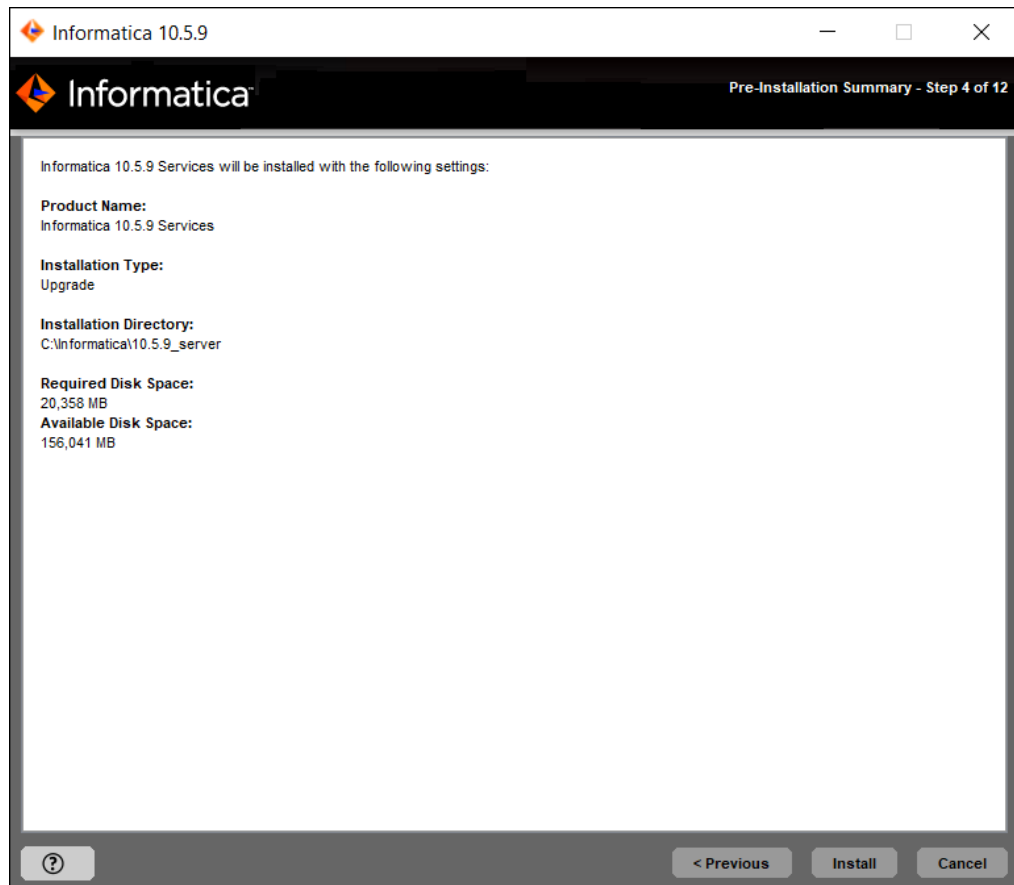 Informatica 10.5.9
Informatica
Pre-Installation Summary - Step 4 of 12
Informatica 10.5.9 Services will be installed with the following settings:
Product Name:
Informatica 10.5.9 Services
Installation Type:
Upgrade
Installation Directory:
C:\Informatica\10.5.9_server
Required Disk Space:
20,358 MB
Available Disk Space:
156,041 MB
?
< Previous
Install
Cancel